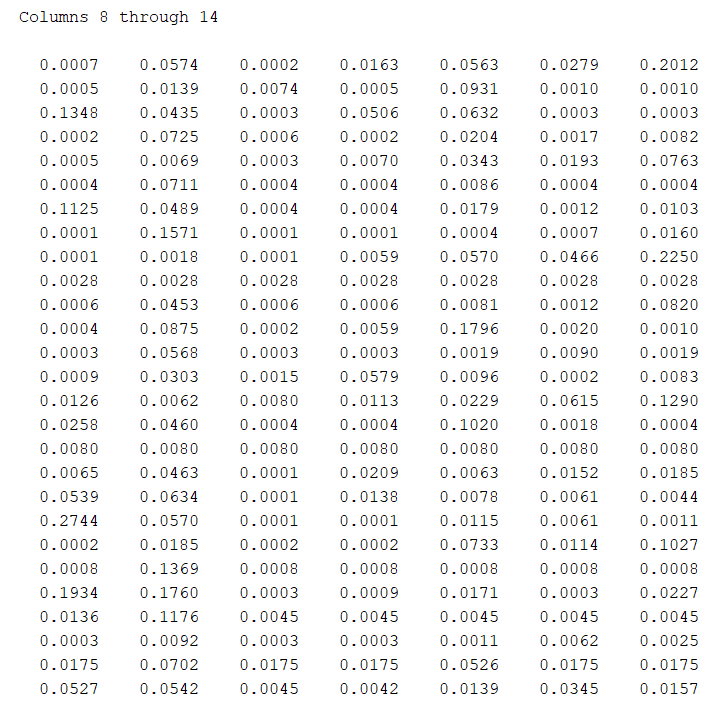 Columns 8 through 14
0.0007 0.0574 0.0002 0.0163 0.0563 0.0279 0.2012
0.0005 0.0139 0.0074 0.0005 0.0931 0.0010 0.0010
0.1348 0.0435 0.0003 0.0506 0.0632 0.0003 0.0003
0.0002 0.0725 0.0006 0.0002 0.0204 0.0017 0.0082
0.0005 0.0069 0.0003 0.0070 0.0343 0.0193 0.0763
0.0004 0.0711 0.0004 0.0004 0.0086 0.0004 0.0004
0.1125 0.0489 0.0004 0.0004 0.0179 0.0012 0.0103
0.0001 0.1571 0.0001 0.0001 0.0004 0.0007 0.0160
0.0001 0.0018 0.0001 0.0059 0.0570 0.0466 0.2250
0.0028 0.0028 0.0028 0.0028 0.0028 0.0028 0.0028
0.0006 0.0453 0.0006 0.0006 0.0081 0.0012 0.0820
0.0004 0.0875 0.0002 0.0059 0.1796 0.0020 0.0010
0.0003 0.0568 0.0003 0.0003 0.0019 0.0090 0.0019
0.0009 0.0303 0.0015 0.0579 0.0096 0.0002 0.0083
0.0126 0.0062 0.0080 0.0113 0.0229 0.0615 0.1290
0.0258 0.0460 0.0004 0.0004 0.1020 0.0018 0.0004
0.0080 0.0080 0.0080 0.0080 0.0080 0.0080 0.0080
0.0065 0.0463 0.0001 0.0209 0.0063 0.0152 0.0185
0.0539 0.0634 0.0001 0.0138 0.0078 0.0061 0.0044
0.2744 0.0570 0.0001 0.0001 0.0115 0.0061 0.0011
0.0002 0.0185 0.0002 0.0002 0.0733 0.0114 0.1027
0.0008 0.1369 0.0008 0.0008 0.0008 0.0008 0.0008
0.1934 0.1760 0.0003 0.0009 0.0171 0.0003 0.0227
0.0136 0.1176 0.0045 0.0045 0.0045 0.0045 0.0045
0.0003 0.0092 0.0003 0.0003 0.0011 0.0062 0.0025
0.0175 0.0702 0.0175 0.0175 0.0526 0.0175 0.0175
0.0527 0.0542 0.0045 0.0042 0.0139 0.0345 0.0157